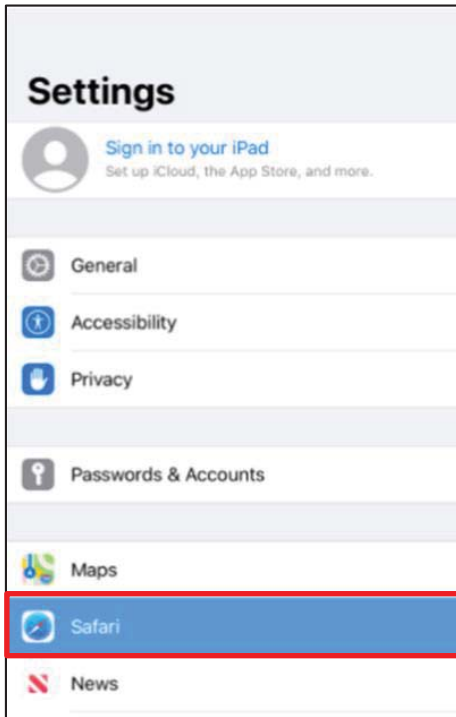 Settings
Sign in to your iPad
Set up iCloud, the App Store, and more.
General
Accessibility
Privacy
Passwords & Accounts
Maps
Safari
News